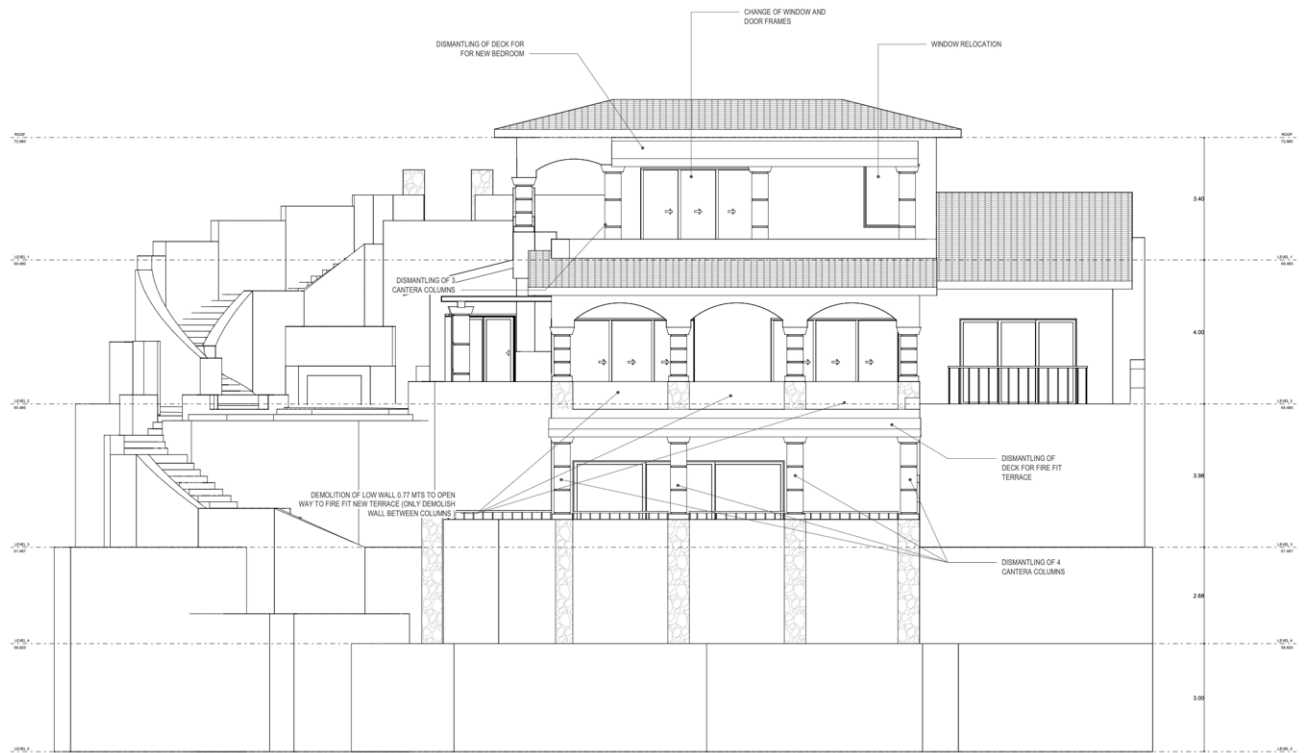 CHANGE OF WINDOW AND
DOOR FRAMES
DISMANTLING OF DECK FOR
FOR NEW BEDROOM
WINDOW RELOCATION
ROOF
ROOF
3.40
LEVEL 1
LEVEL 1
DISMANTLING OF 3
CANTERA COLUMNS
4.00
LEVEL 2
LEVEL 2
DISMANTLING OF
DECK FOR FIRE FIT
TERRACE
3.98
DEMOLITION OF LOW WALL 0.77 MTS TO OPEN
WAY TO FIRE FIT NEW TERRACE (ONLY DEMOLISH
WALL BETWEEN COLUMNS
LEVEL 3
LEVEL 3
DISMANTLING OF 4
CANTERA COLUMNS
2.88
LEVEL 4
LEVEL 4
3.00
LEVEL 5
LEVEL 5